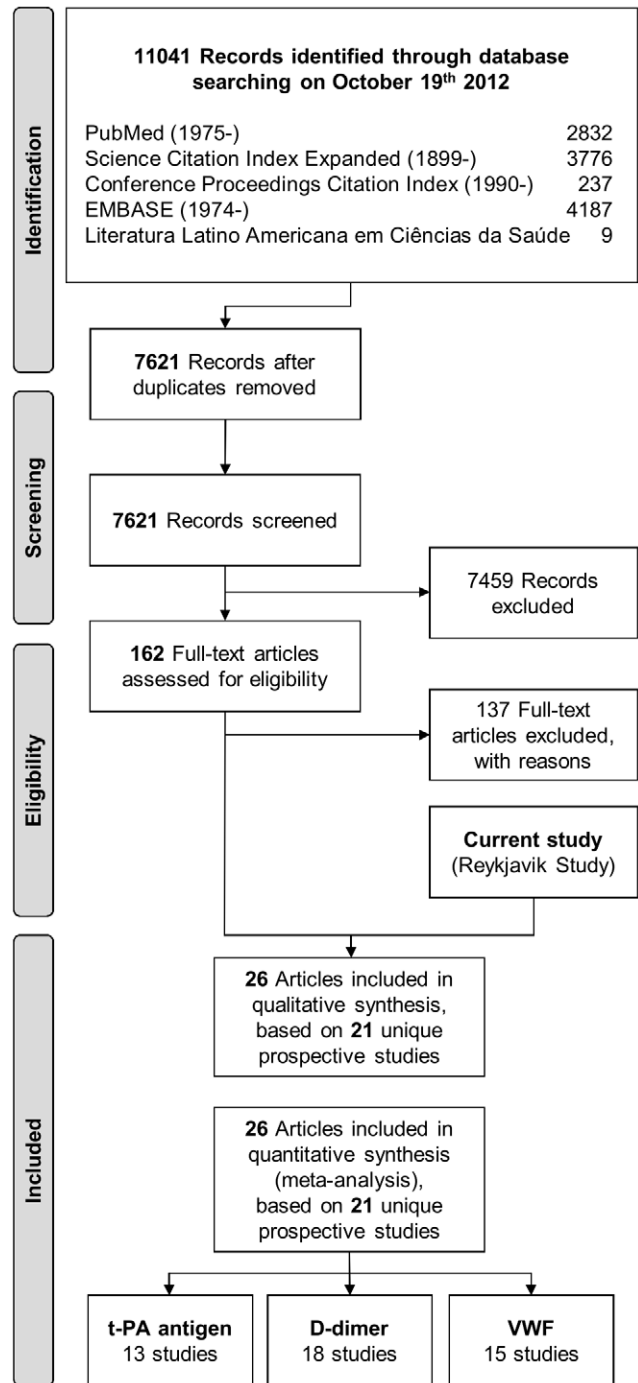 Identification
11041 Records identified through database
searching on October 19th 2012
PubMed (1975-) 2832
Science Citation Index Expanded (1899-) 3776
Conference Proceedings Citation Index (1990-) 237
EMBASE (1974-) 4187
Literatura Latino Americana em Ciências da Saúde 9
7621 Records after
duplicates removed
Screening
7621 Records screened
7459 Records
excluded
Eligibility
162 Full-text articles
assessed for eligibility
137 Full-text
articles excluded,
with reasons
Current study
(Reykjavik Study)
Included
26 Articles included in
qualitative synthesis,
based on 21 unique
prospective studies
26 Articles included in
quantitative synthesis
(meta-analysis),
based on 21 unique
prospective studies
t-PA antigen
13 studies
D-dimer
18 studies
VWF
15 studies